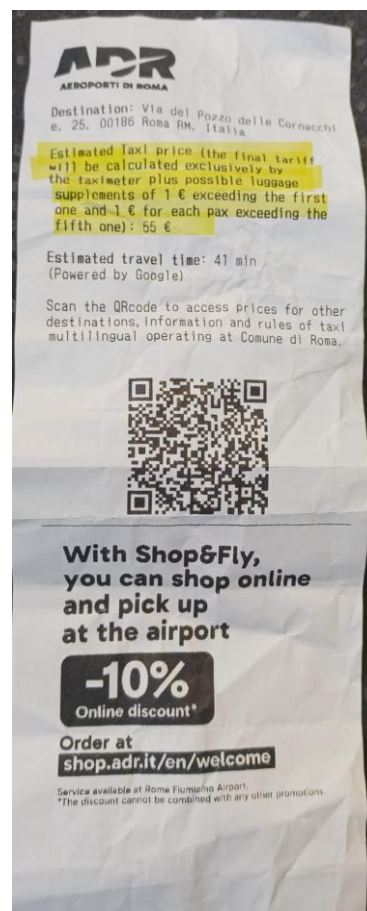 ADR
AEROPORTI DI ROMA
Destination: Via del Pozzo delle Cornacchi
e, 25, 00186 Roma RM, Italia
Estimated Taxi price (the final tariff
will be calculated exclusively by
the taximeter plus possible luggage
supplements of 1 € exceeding the first
one and 1 € for each pax exceeding the
fifth one): 55 €
Estimated travel time: 41 min
(Powered by Google)
Scan the QRcode to access prices for other
destinations, information and rules of taxi
multilingual operating at Comune di Roma.
With Shop&Fly,
you can shop online
and pick up
at the airport
-10%
Online discount*
Order at
shop.adr.it/en/welcome
Service available at Rome Fiumicino Airport.
*The discount cannot be combined with any other promotions.